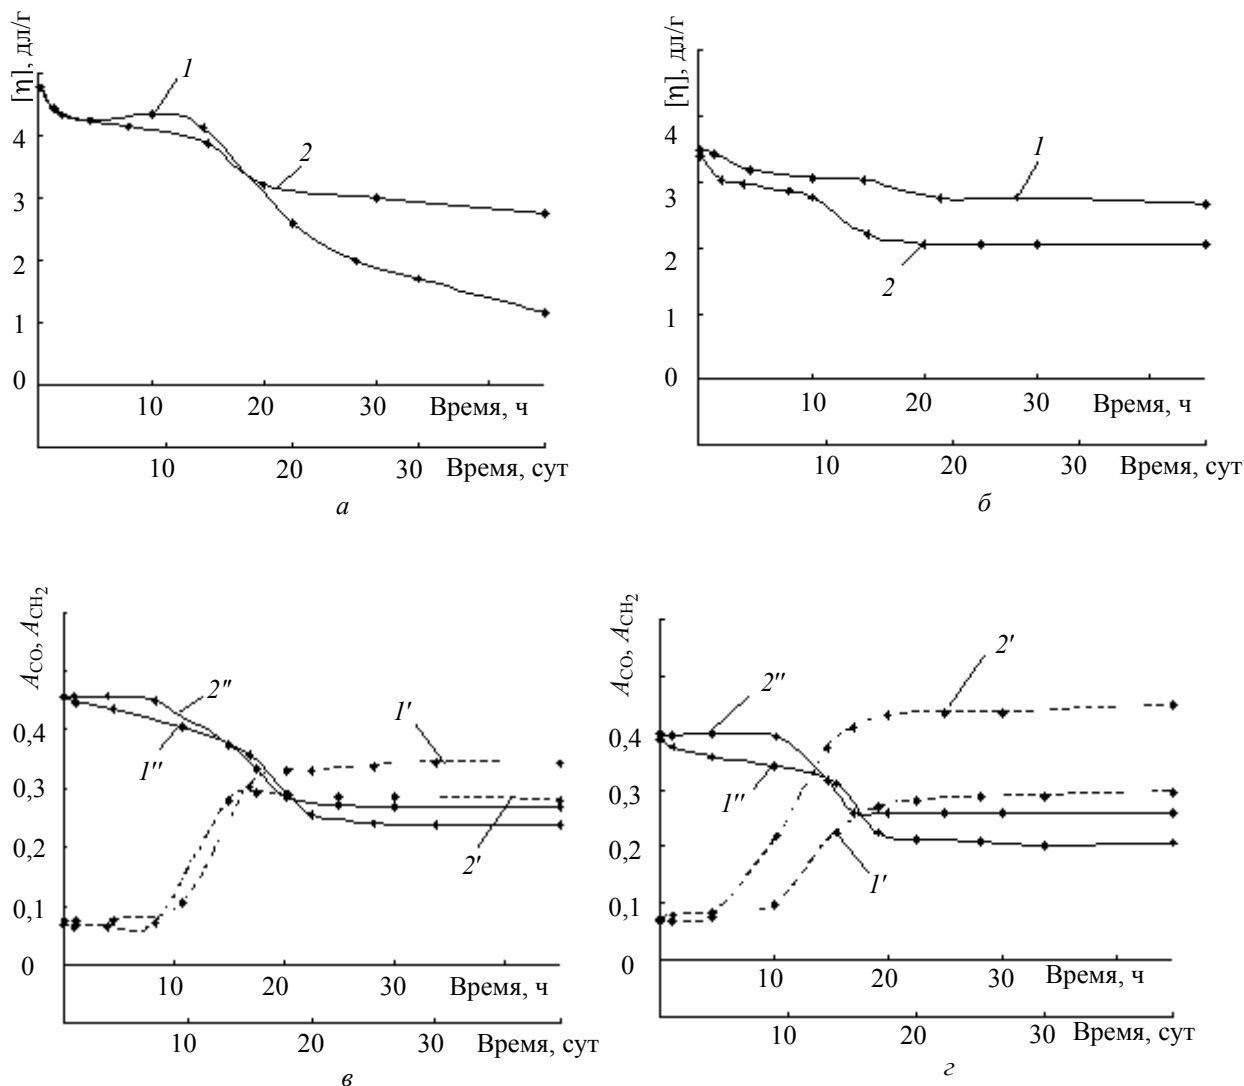 [η], дл/г
4
3
2
1
0
1
2
10 20 30 Время, ч
10 20 30 Время, сут
а
[η], дл/г
4
3
2
1
0
1
2
10 20 30 Время, ч
10 20 30 Время, сут
б
A_CO, A_CH₂
0,4
0,3
0,2
0,1
0
2″
1″
1′
2′
10 20 30 Время, ч
10 20 30 Время, сут
в
A_CO, A_CH₂
0,4
0,3
0,2
0,1
0
2″
1″
2′
1′
10 20 30 Время, ч
10 20 30 Время, сут
г